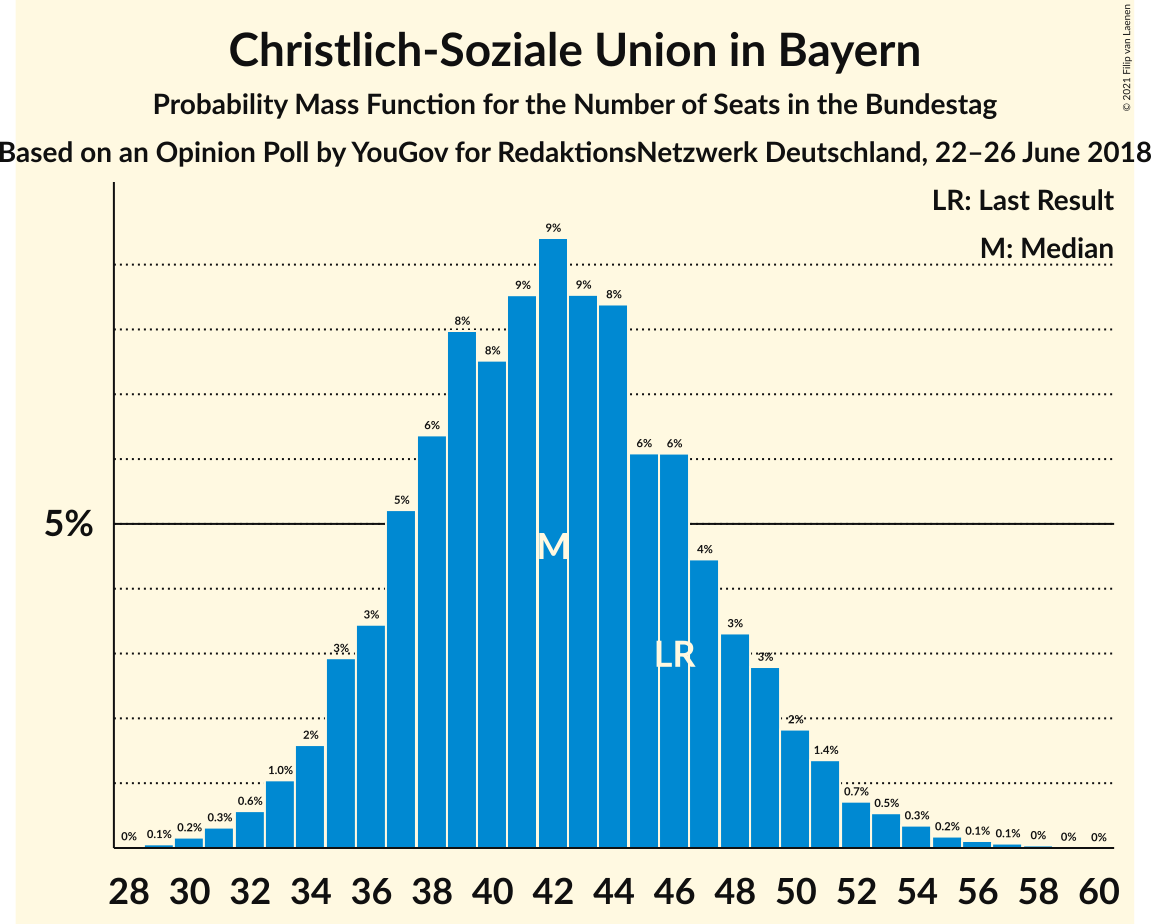 Christlich-Soziale Union in Bayern
Probability Mass Function for the Number of Seats in the Bundestag
Based on an Opinion Poll by YouGov for RedaktionsNetzwerk Deutschland, 22–26 June 2018
© 2021 Filip van Laenen
LR: Last Result
M: Median
5%
0% 0.1% 0.2% 0.3% 0.6% 1.0% 2% 3% 3% 5% 6% 8% 8% 9% 9% 9% 8% 6% 6% 4% 3% 3% 2% 1.4% 0.7% 0.5% 0.3% 0.2% 0.1% 0.1% 0% 0% 0%
M
LR
28 30 32 34 36 38 40 42 44 46 48 50 52 54 56 58 60